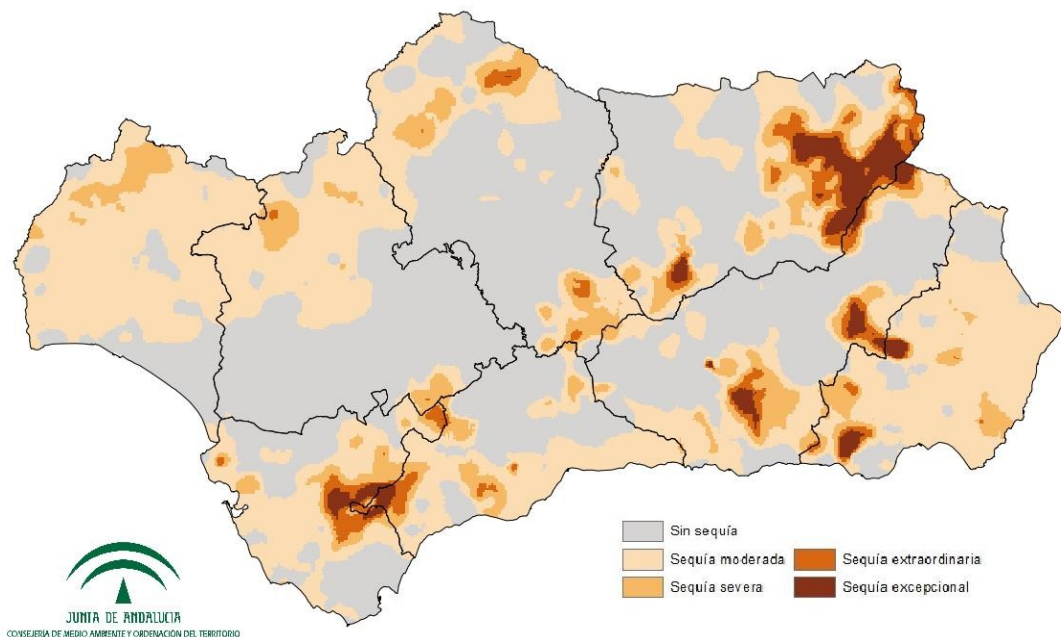 Sin sequía
Sequía moderada
Sequía severa
Sequía extraordinaria
Sequía excepcional
JUNTA DE ANDALUCIA
CONSEJERÍA DE MEDIO AMBIENTE Y ORDENACIÓN DEL TERRITORIO